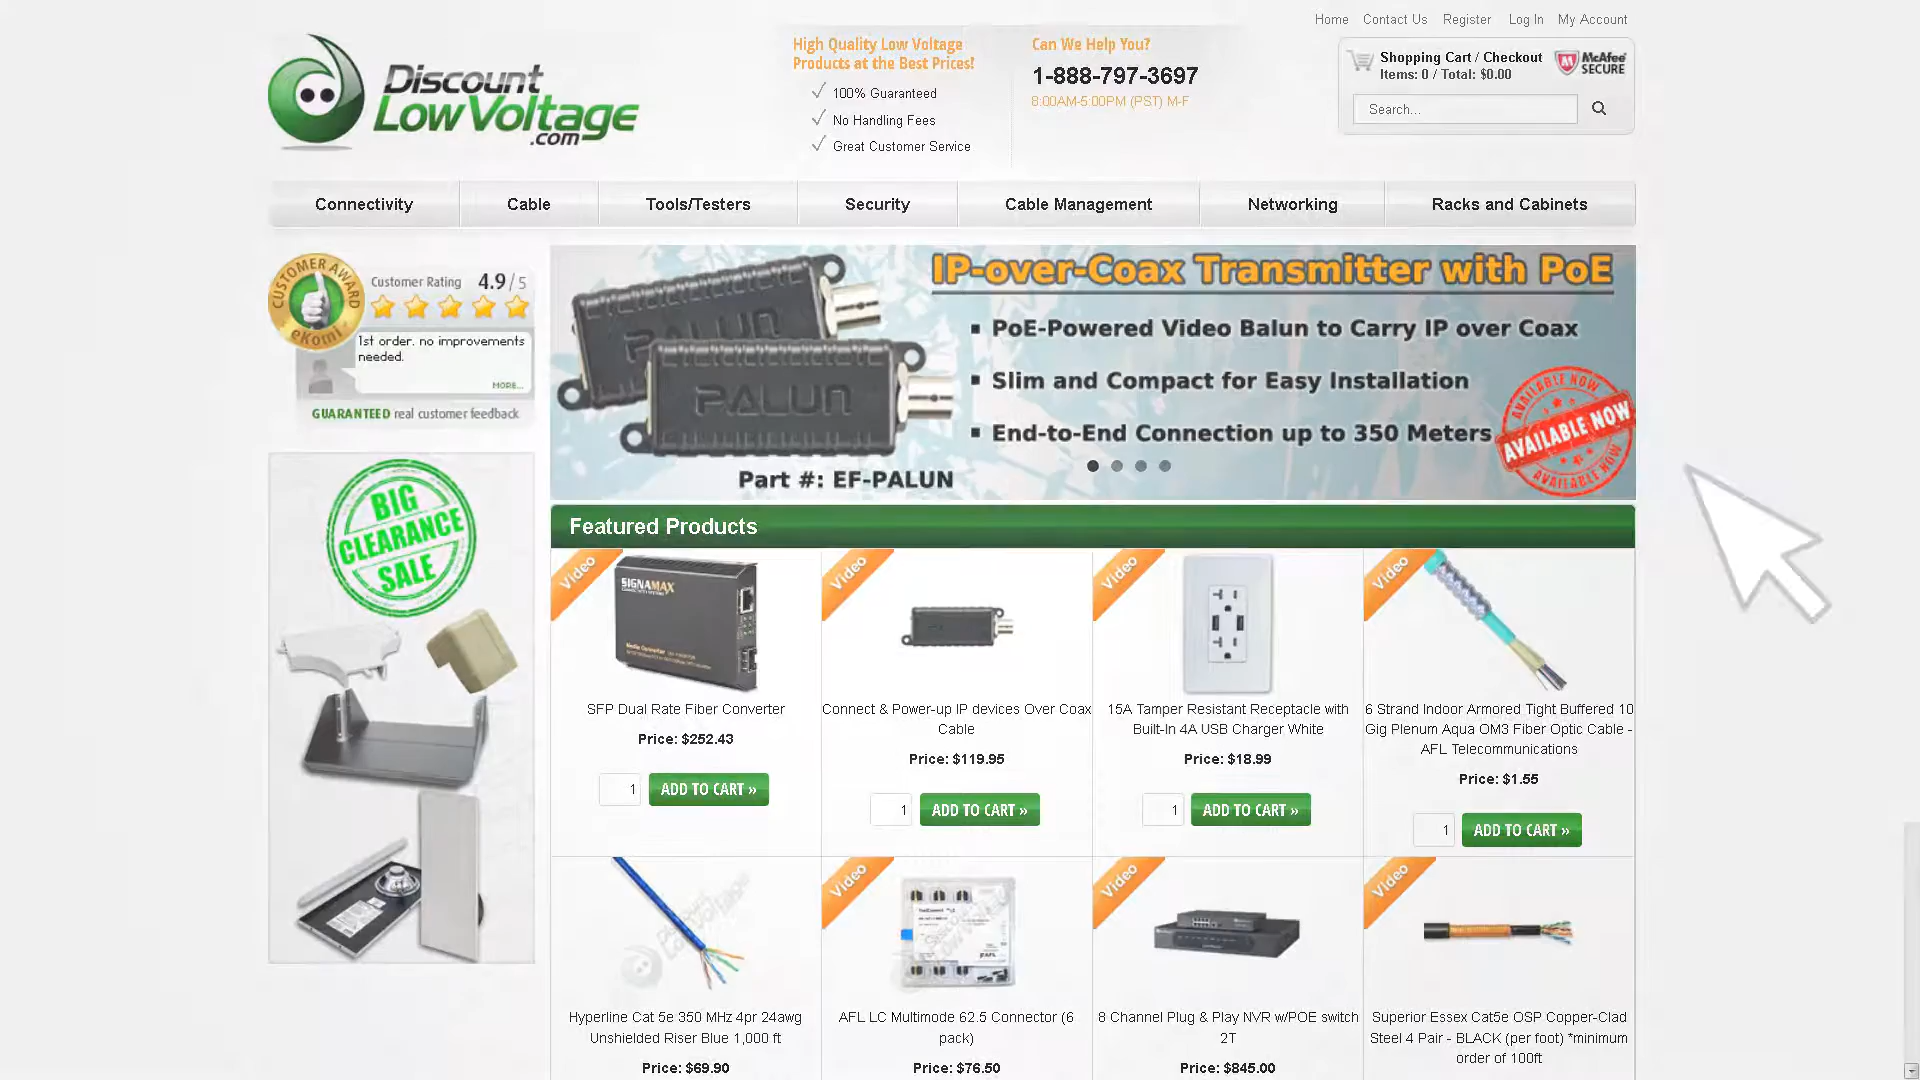 Home Contact Us Register Log In My Account
Discount
LowVoltage
.com
High Quality Low Voltage
Products at the Best Prices!
100% Guaranteed
No Handling Fees
Great Customer Service
Can We Help You?
1-888-797-3697
8:00AM-5:00PM (PST) M-F
Shopping Cart / Checkout
Items: 0 / Total: $0.00
McAfee
SECURE
Search...
Connectivity Cable Tools/Testers Security Cable Management Networking Racks and Cabinets
CUSTOMER AWARD
eKomi
Customer Rating 4.9 / 5
1st order. no improvements
needed.
MORE...
GUARANTEED real customer feedback
BIG
CLEARANCE
SALE
IP-over-Coax Transmitter with PoE
PoE-Powered Video Balun to Carry IP over Coax
Slim and Compact for Easy Installation
End-to-End Connection up to 350 Meters
PALUN
PALUN
Part #: EF-PALUN
AVAILABLE NOW
AVAILABLE NOW
AVAILABLE NOW
Featured Products
Video
SIGNAMAX
Media Converter
SFP Dual Rate Fiber Converter
Price: $252.43
1 ADD TO CART »
Video
Connect & Power-up IP devices Over Coax
Cable
Price: $119.95
1 ADD TO CART »
Video
15A Tamper Resistant Receptacle with
Built-In 4A USB Charger White
Price: $18.99
1 ADD TO CART »
Video
6 Strand Indoor Armored Tight Buffered 10
Gig Plenum Aqua OM3 Fiber Optic Cable -
AFL Telecommunications
Price: $1.55
1 ADD TO CART »
Hyperline Cat 5e 350 MHz 4pr 24awg
Unshielded Riser Blue 1,000 ft
Price: $69.90
Video
AFL
AFL LC Multimode 62.5 Connector (6
pack)
Price: $76.50
Video
8 Channel Plug & Play NVR w/POE switch
2T
Price: $845.00
Video
Superior Essex Cat5e OSP Copper-Clad
Steel 4 Pair - BLACK (per foot) *minimum
order of 100ft